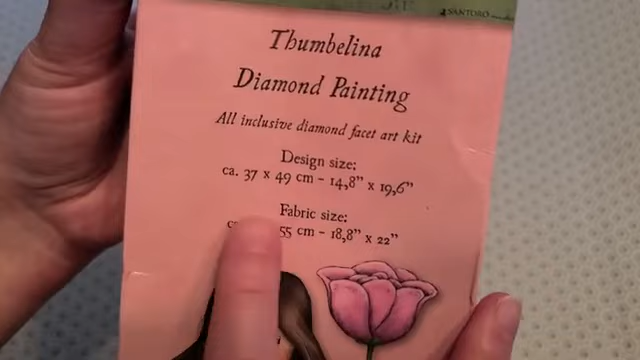 SANTORO
Thumbelina
Diamond Painting
All inclusive diamond facet art kit
Design size:
ca. 37 x 49 cm - 14,8" x 19,6"
Fabric size:
55 cm - 18,8" x 22"